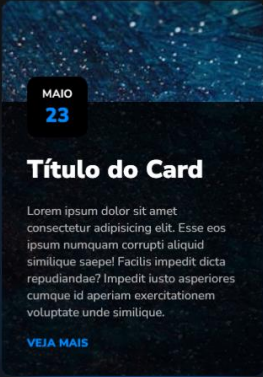 MAIO
23
Título do Card
Lorem ipsum dolor sit amet
consectetur adipisicing elit. Esse eos
ipsum numquam corrupti aliquid
similique saepe! Facilis impedit dicta
repudiandae? Impedit iusto asperiores
cumque id aperiam exercitationem
voluptate unde similique.
VEJA MAIS